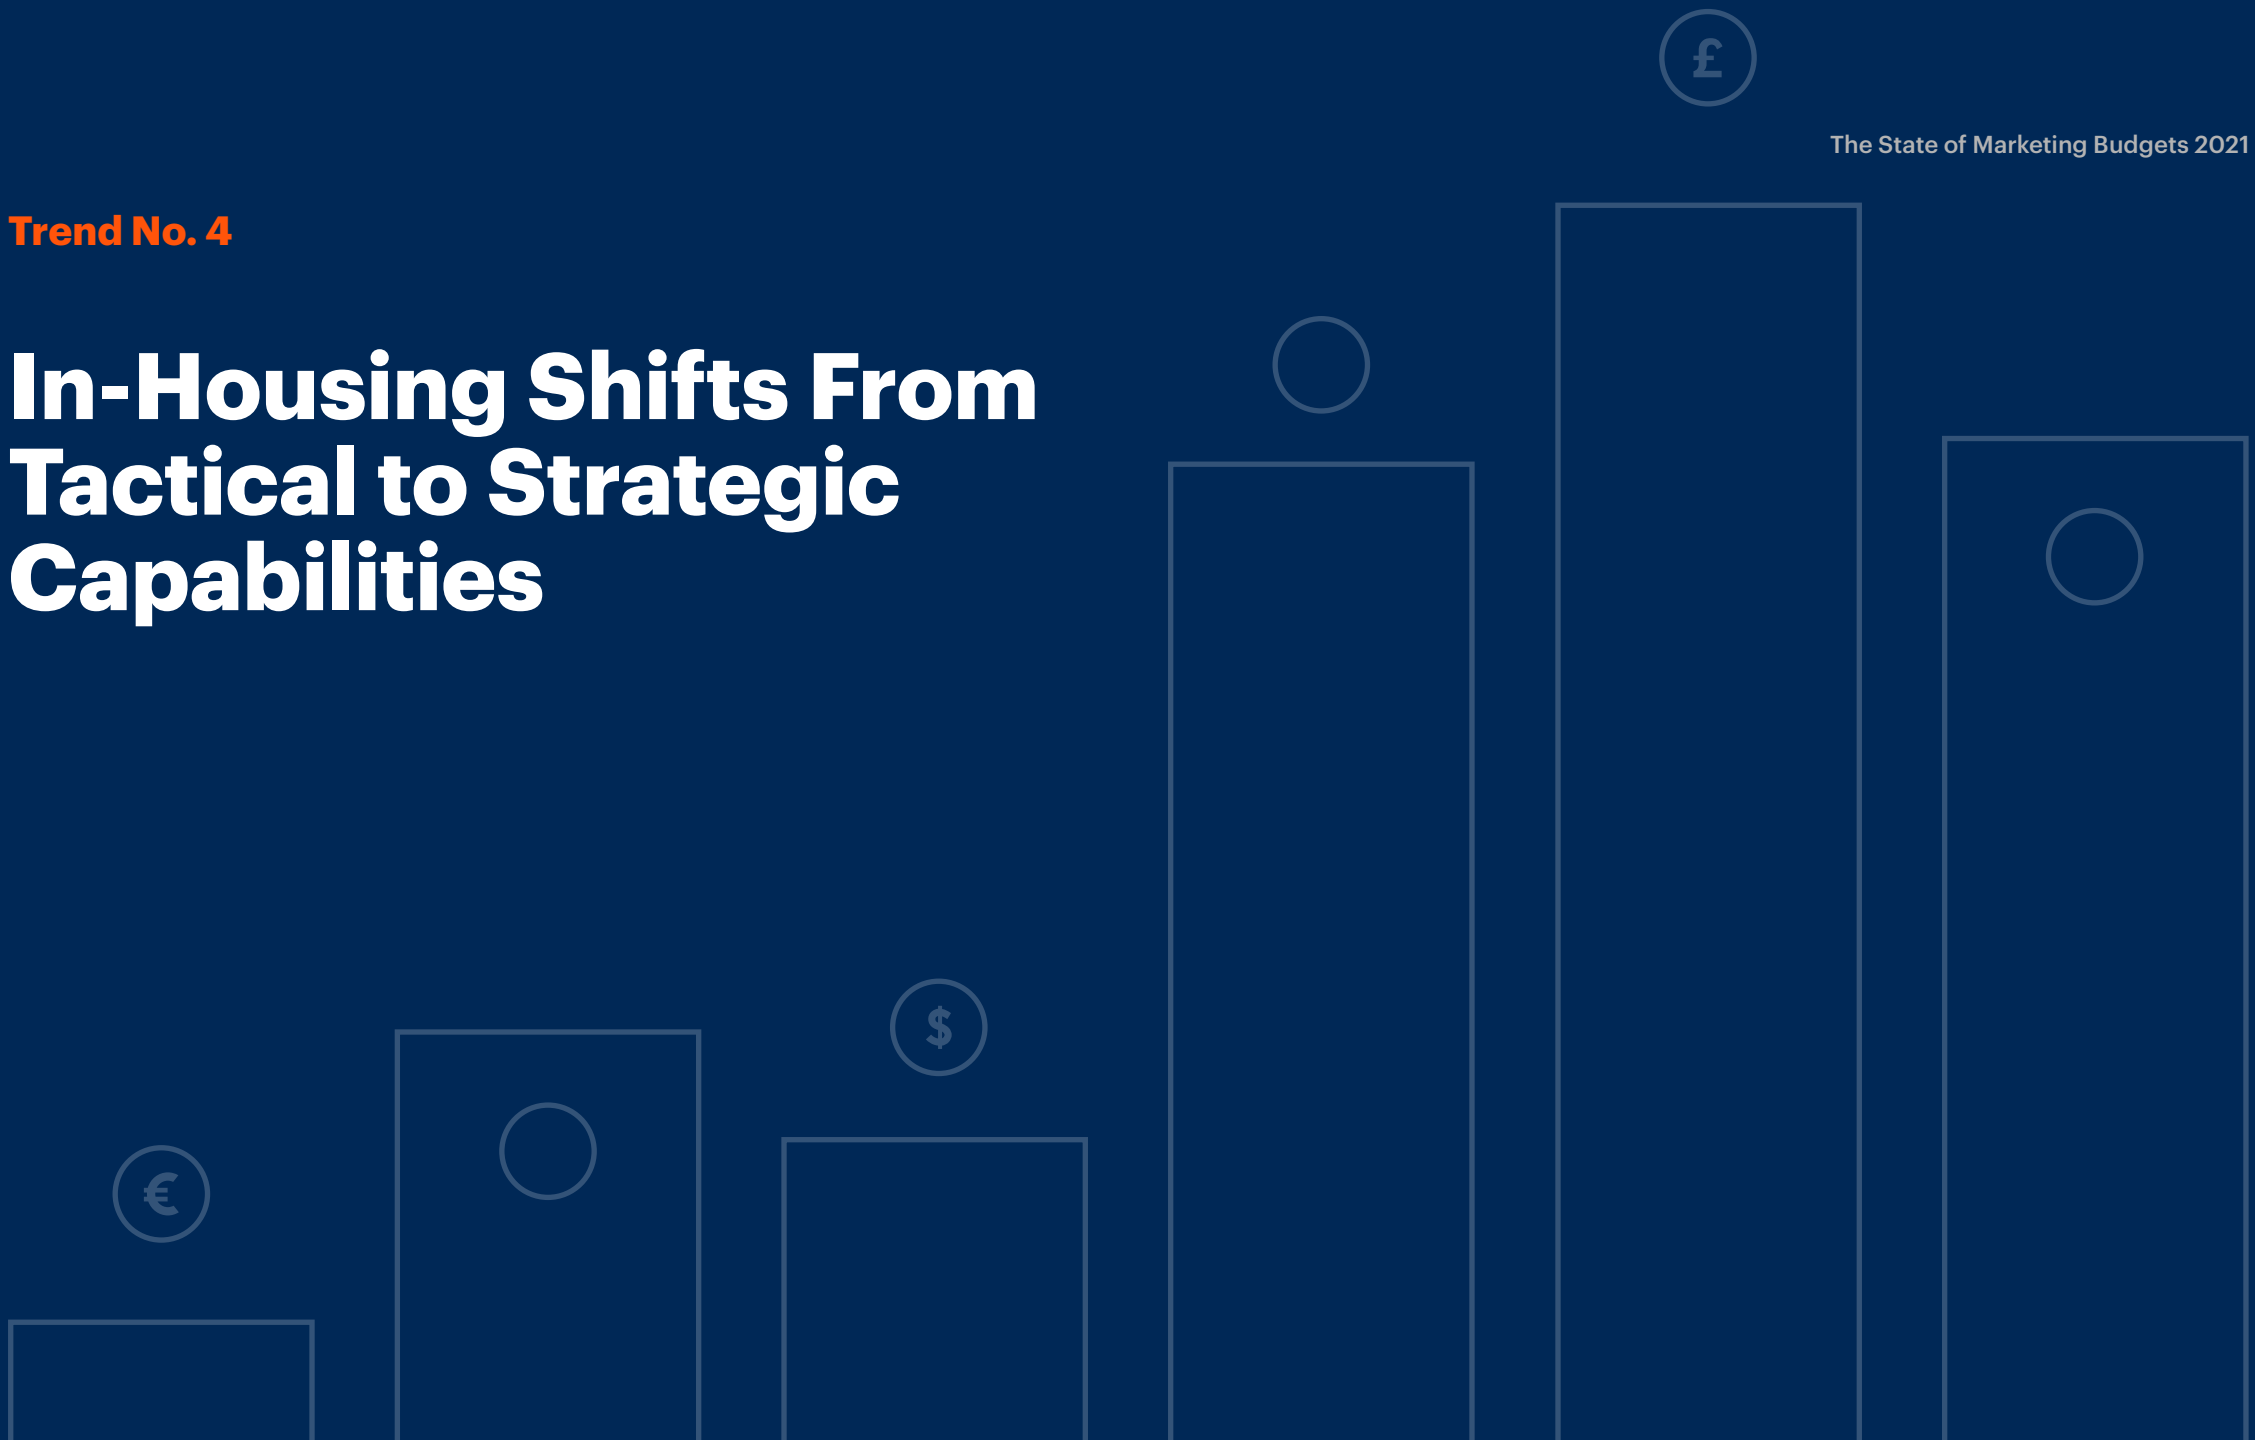 £
The State of Marketing Budgets 2021
Trend No. 4
In-Housing Shifts From
Tactical to Strategic
Capabilities
$
€